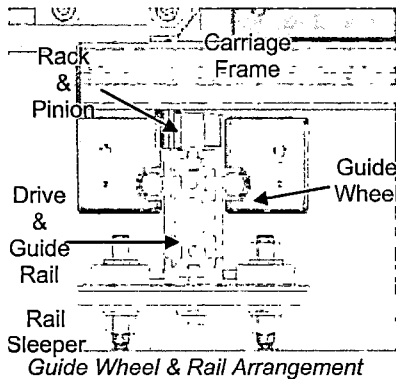 Carriage
Frame
Rack
&
Pinion
Guide
Wheel
Drive
&
Guide
Rail
Rail
Sleeper
Guide Wheel & Rail Arrangement